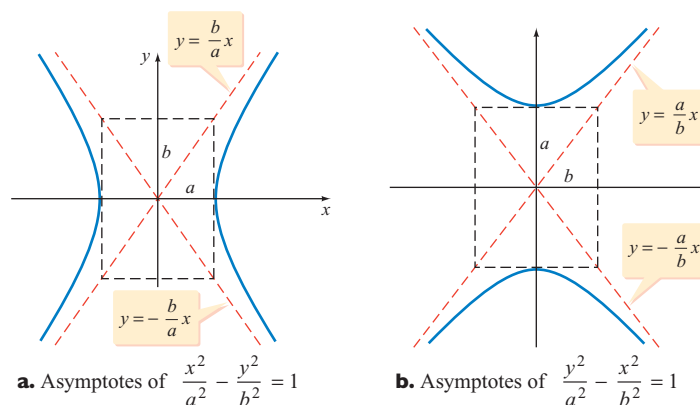 y = b/a x
y
b
a
x
y = − b/a x
a. Asymptotes of x²/a² − y²/b² = 1
y = a/b x
a
b
y = − a/b x
b. Asymptotes of y²/a² − x²/b² = 1